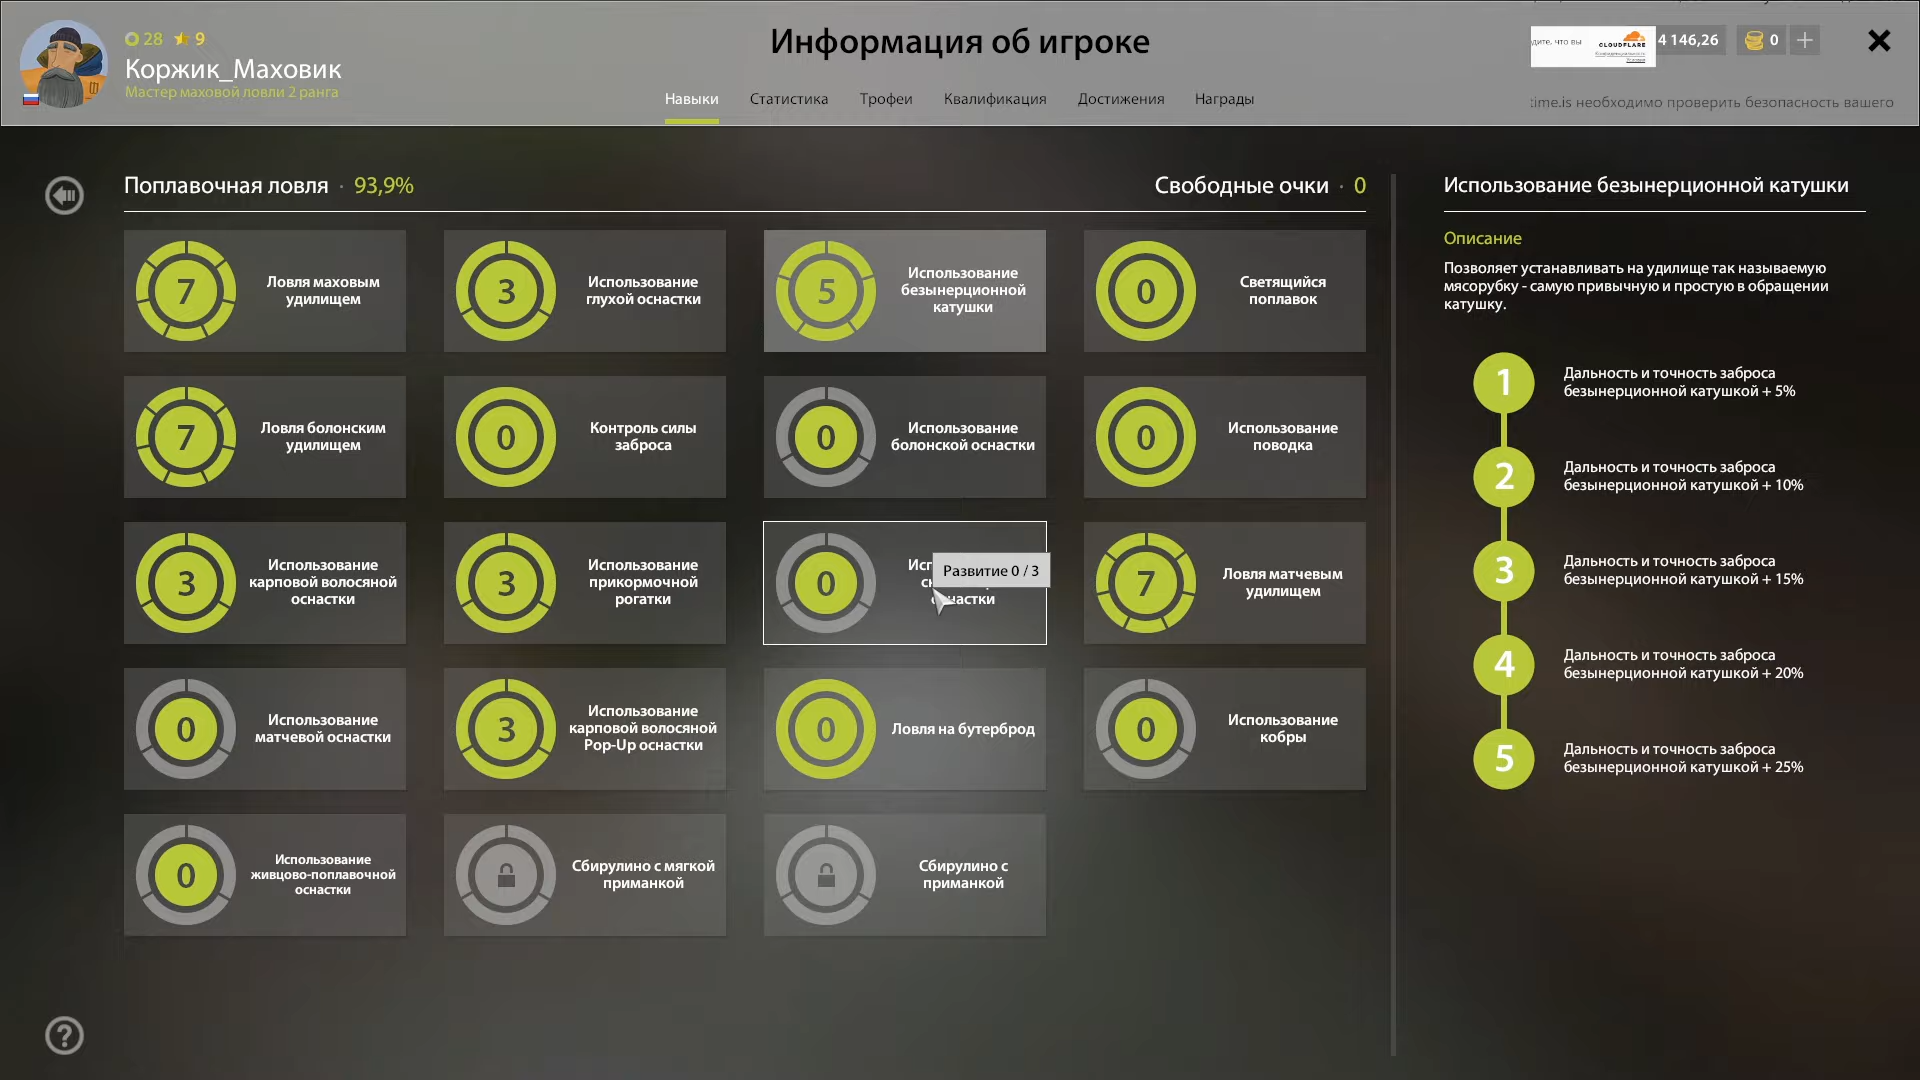 28 9
Коржик_Маховик
Мастер маховой ловли 2 ранга
Информация об игроке
Навыки Статистика Трофеи Квалификация Достижения Награды
дите, что вы
CLOUDFLARE
4 146,26 0
time.is необходимо проверить безопасность вашего
Поплавочная ловля · 93,9%
Свободные очки · 0
7 Ловля маховым
удилищем
3 Использование
глухой оснастки
5 Использование
безынерционной
катушки
0 Светящийся
поплавок
7 Ловля болонским
удилищем
0 Контроль силы
заброса
0 Использование
болонской оснастки
0 Использование
поводка
3 Использование
карповой волосяной
оснастки
3 Использование
прикормочной
рогатки
0
Развитие 0 / 3
оснастки
7 Ловля матчевым
удилищем
0 Использование
матчевой оснастки
3 Использование
карповой волосяной
Pop-Up оснастки
0 Ловля на бутерброд
0 Использование
кобры
0 Использование
живцово-поплавочной
оснастки
Сбирулино с мягкой
приманкой
Сбирулино с
приманкой
Использование безынерционной катушки
Описание
Позволяет устанавливать на удилище так называемую
мясорубку - самую привычную и простую в обращении
катушку.
1 Дальность и точность заброса
безынерционной катушкой + 5%
2 Дальность и точность заброса
безынерционной катушкой + 10%
3 Дальность и точность заброса
безынерционной катушкой + 15%
4 Дальность и точность заброса
безынерционной катушкой + 20%
5 Дальность и точность заброса
безынерционной катушкой + 25%
?